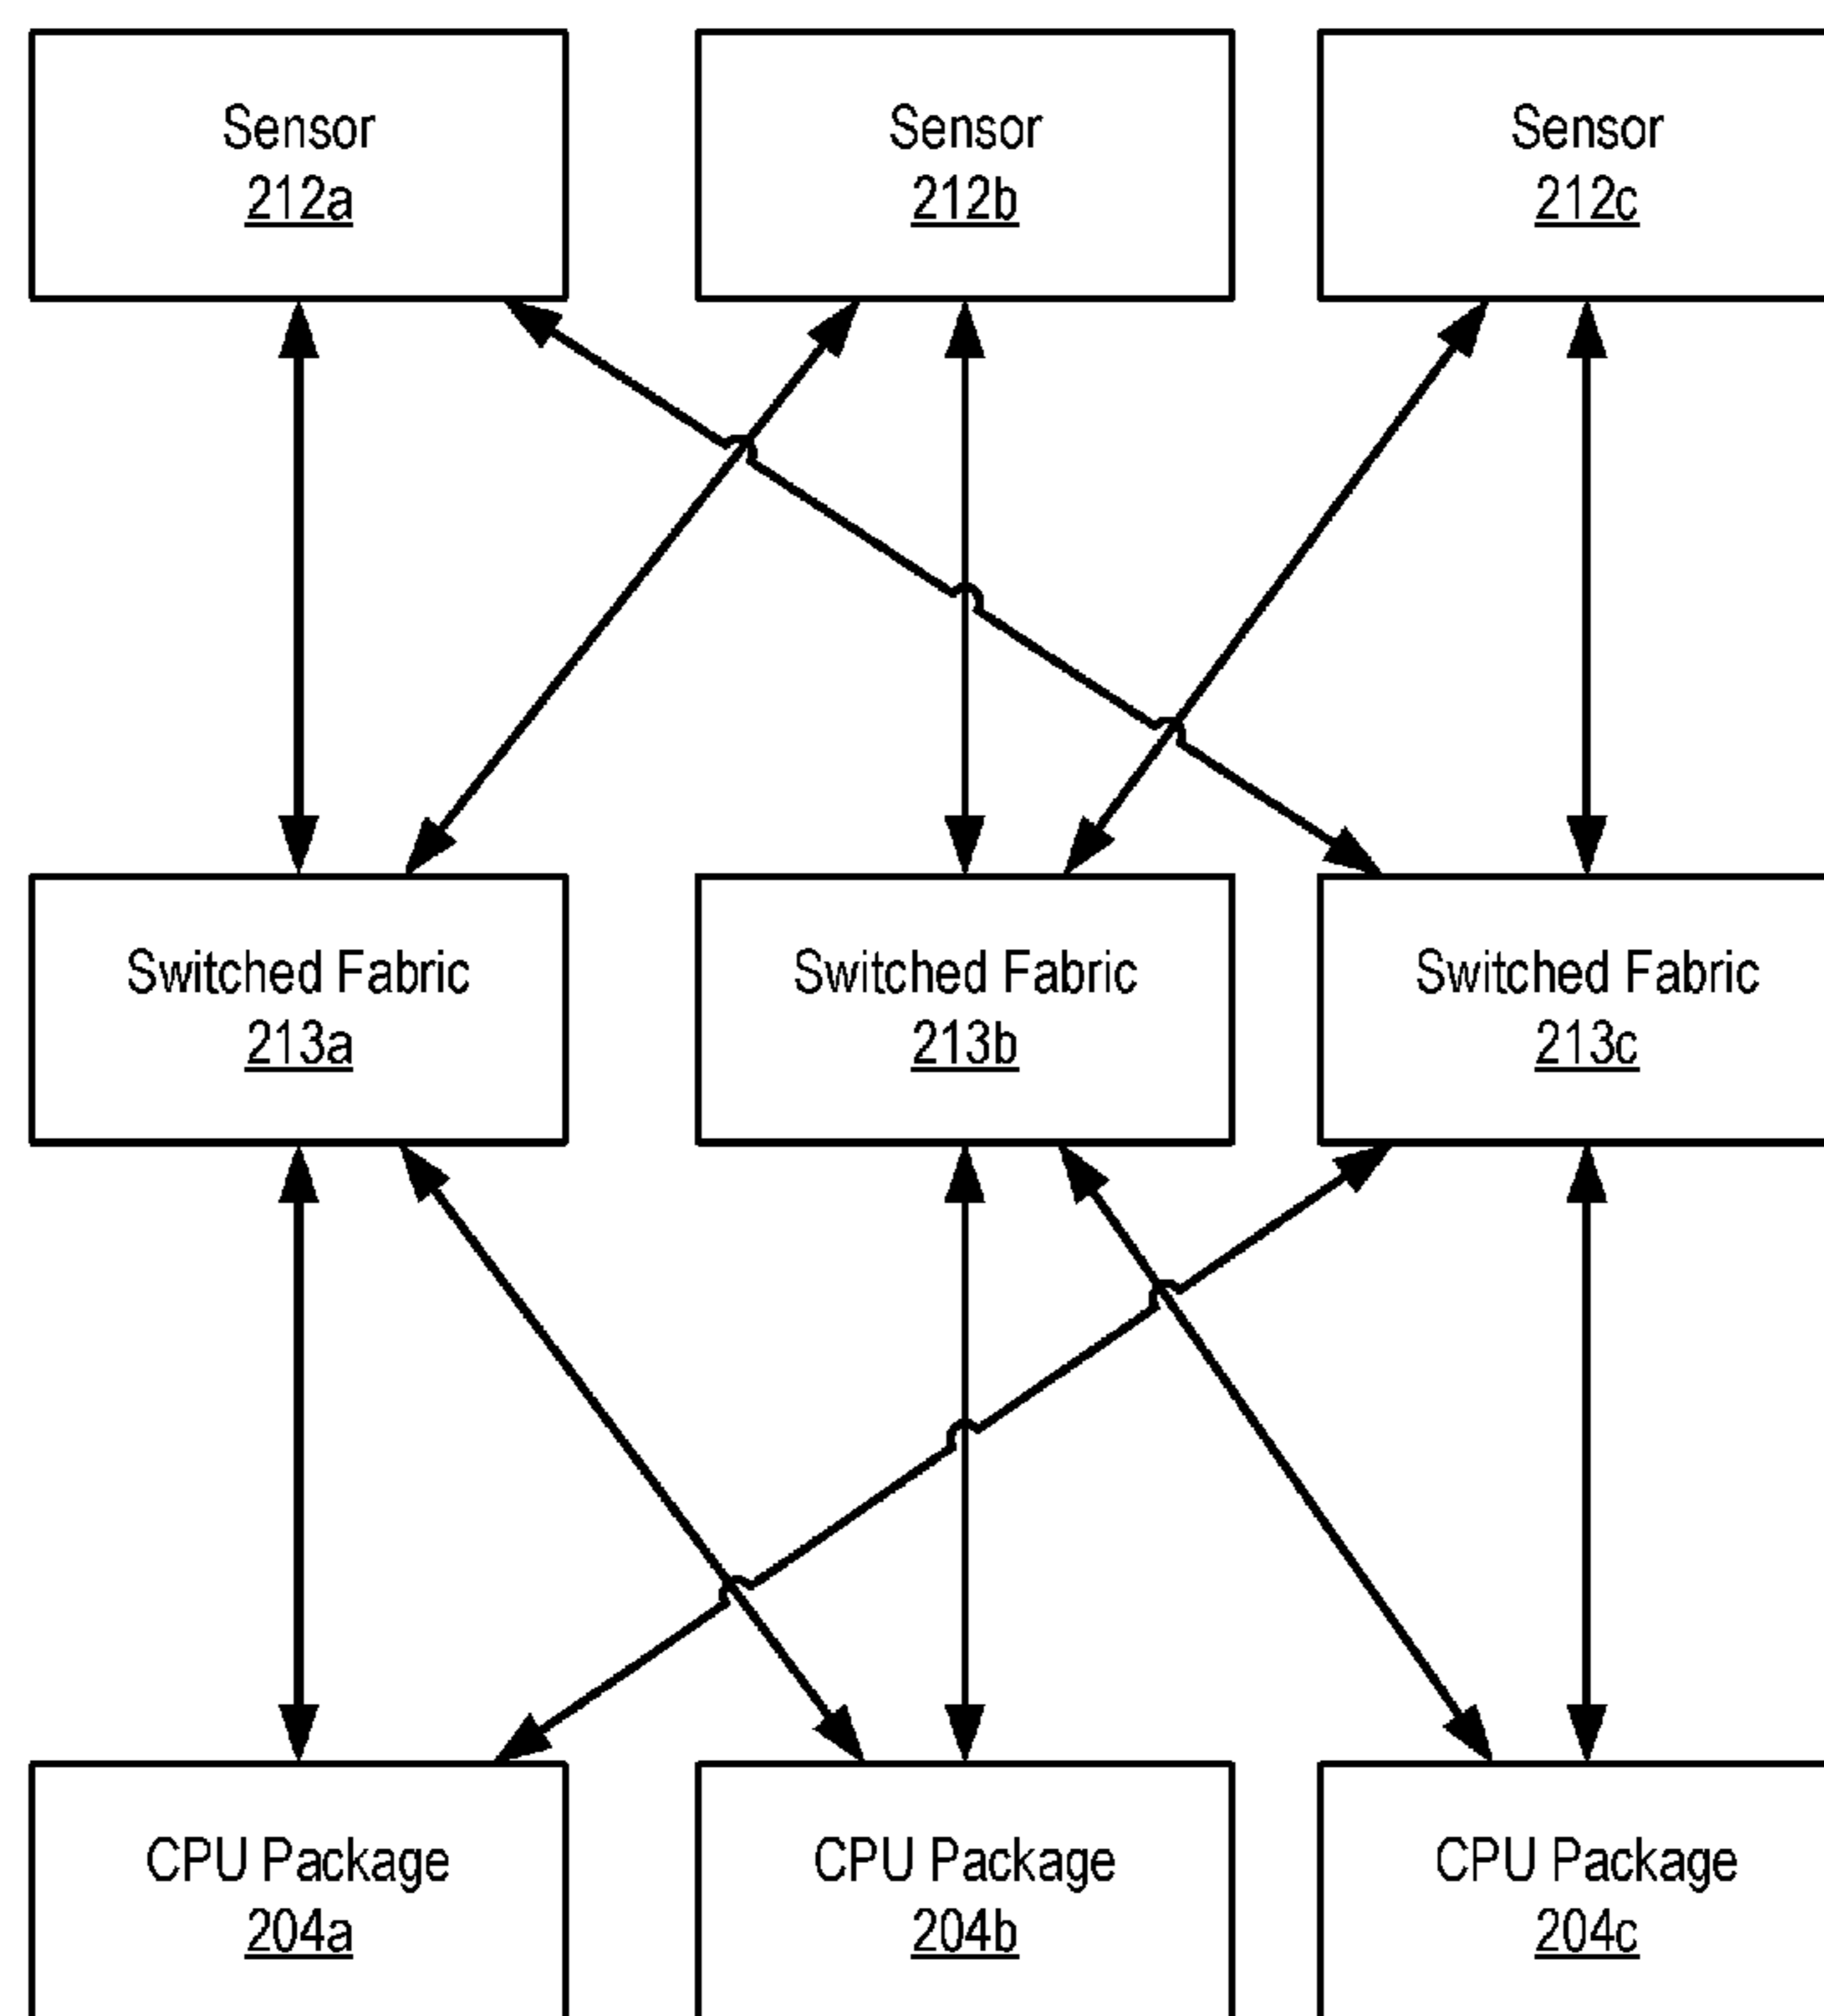 Sensor
212a
Sensor
212b
Sensor
212c
Switched Fabric
213a
Switched Fabric
213b
Switched Fabric
213c
CPU Package
204a
CPU Package
204b
CPU Package
204c